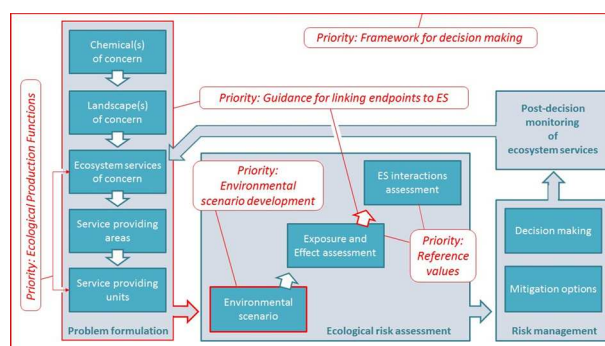 Priority: Framework for decision making
Chemical(s)
of concern
Landscape(s)
of concern
Ecosystem services
of concern
Service providing
areas
Service providing
units
Problem formulation
Priority: Ecological Production Functions
Priority: Guidance for linking endpoints to ES
Priority:
Environmental
scenario development
ES interactions
assessment
Exposure and
Effect assessment
Priority:
Reference
values
Environmental
scenario
Ecological risk assessment
Post-decision
monitoring
of
ecosystem services
Decision making
Mitigation options
Risk management